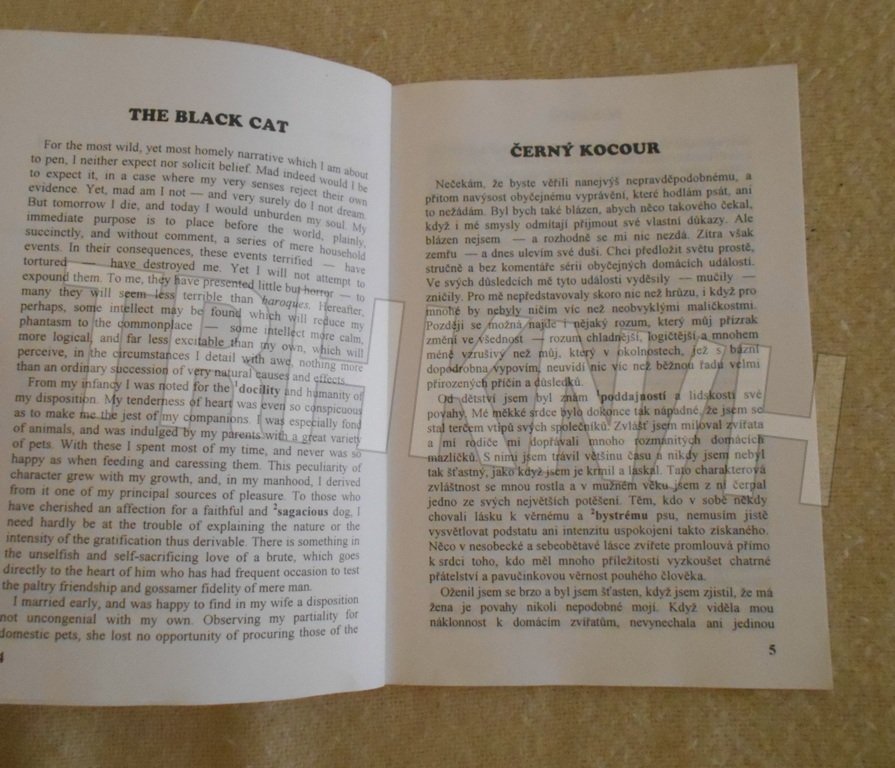 THE BLACK CAT
For the most wild, yet most homely narrative which I am about
to pen, I neither expect nor solicit belief. Mad indeed would I be
to expect it, in a case where my very senses reject their own
evidence. Yet, mad am I not — and very surely do I not dream.
But tomorrow I die, and today I would unburden my soul. My
immediate purpose is to place before the world, plainly,
succinctly, and without comment, a series of mere household
events. In their consequences, these events terrified — have
tortured — have destroyed me. Yet I will not attempt to
expound them. To me, they have presented little but horror — to
many they will seem less terrible than baroques. Hereafter,
perhaps, some intellect may be found which will reduce my
phantasm to the commonplace — some intellect more calm,
more logical, and far less excitable than my own, which will
perceive, in the circumstances I detail with awe, nothing more
than an ordinary succession of very natural causes and effects.
From my infancy I was noted for the ¹docility and humanity of
my disposition. My tenderness of heart was even so conspicuous
as to make me the jest of my companions. I was especially fond
of animals, and was indulged by my parents with a great variety
of pets. With these I spent most of my time, and never was so
happy as when feeding and caressing them. This peculiarity of
character grew with my growth, and, in my manhood, I derived
from it one of my principal sources of pleasure. To those who
have cherished an affection for a faithful and ²sagacious dog, I
need hardly be at the trouble of explaining the nature or the
intensity of the gratification thus derivable. There is something in
the unselfish and self-sacrificing love of a brute, which goes
directly to the heart of him who has had frequent occasion to test
the paltry friendship and gossamer fidelity of mere man.
I married early, and was happy to find in my wife a disposition
not uncongenial with my own. Observing my partiality for
domestic pets, she lost no opportunity of procuring those of the
4
ČERNÝ KOCOUR
Nečekám, že byste věřili nanejvýš nepravděpodobnému, a
přitom navýsost obyčejnému vyprávění, které hodlám psát, ani
to nežádám. Byl bych také blázen, abych něco takového čekal,
když i mé smysly odmítají přijmout své vlastní důkazy. Ale
blázen nejsem — a rozhodně se mi nic nezdá. Zítra však
zemřu — a dnes ulevím své duši. Chci předložit světu prostě,
stručně a bez komentáře sérii obyčejných domácích událostí.
Ve svých důsledcích mě tyto události vyděsily — mučily —
zničily. Pro mě nepředstavovaly skoro nic než hrůzu, i když pro
mnohé by nebyly ničím víc než neobvyklými maličkostmi.
Později se možná najde i nějaký rozum, který můj přízrak
změní ve všednost — rozum chladnější, logičtější a mnohem
méně vzrušivý než můj, který v okolnostech, jež s bázní
dopodrobna vypovím, neuvidí nic víc než běžnou řadu velmi
přirozených příčin a důsledků.
Od dětství jsem byl znám ¹poddajností a lidskostí své
povahy. Mé měkké srdce bylo dokonce tak nápadné, že jsem se
stal terčem vtipů svých společníků. Zvlášť jsem miloval zvířata
a mí rodiče mi dopřávali mnoho rozmanitých domácích
mazlíčků. S nimi jsem trávil většinu času a nikdy jsem nebyl
tak šťastný, jako když jsem je krmil a laskal. Tato charakterová
zvláštnost se mnou rostla a v mužném věku jsem z ní čerpal
jedno ze svých největších potěšení. Těm, kdo v sobě někdy
chovali lásku k věrnému a ²bystrému psu, nemusím jistě
vysvětlovat podstatu ani intenzitu uspokojení takto získaného.
Něco v nesobecké a sebeobětavé lásce zvířete promlouvá přímo
k srdci toho, kdo měl mnoho příležitostí vyzkoušet chatrné
přátelství a pavučinkovou věrnost pouhého člověka.
Oženil jsem se brzo a byl jsem šťasten, když jsem zjistil, že má
žena je povahy nikoli nepodobné mojí. Když viděla mou
náklonnost k domácím zvířatům, nevynechala ani jedinou
5